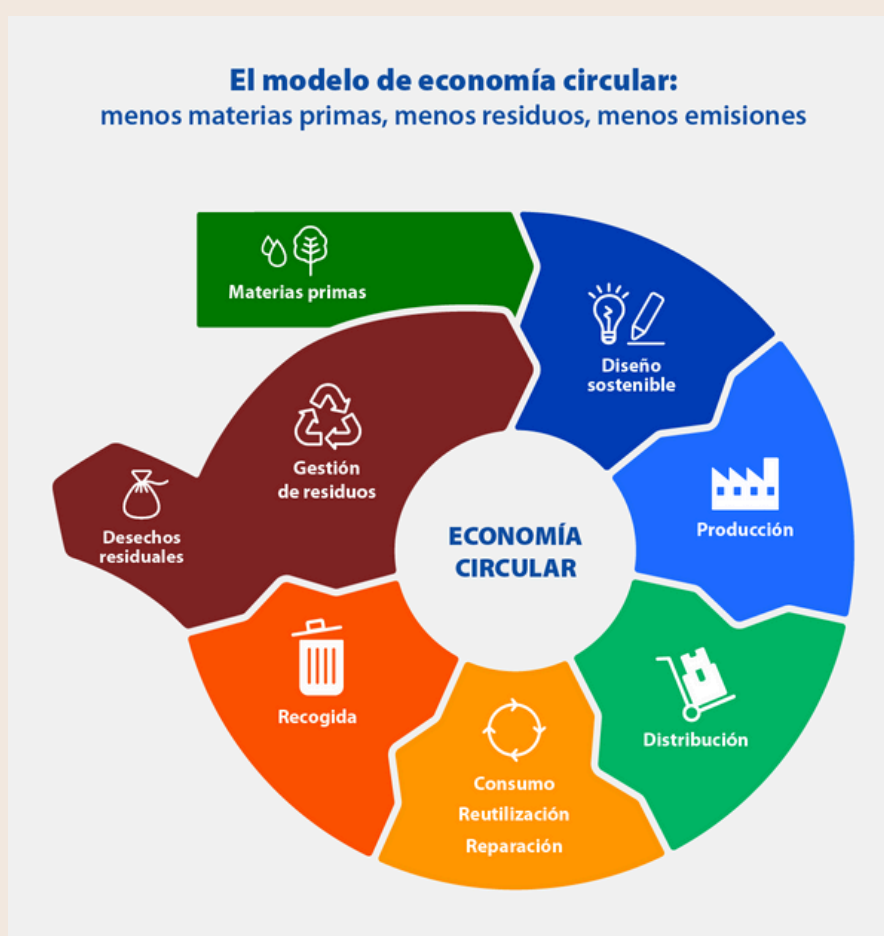 El modelo de economía circular:
menos materias primas, menos residuos, menos emisiones
Materias primas
Diseño
sostenible
Producción
Distribución
Consumo
Reutilización
Reparación
Recogida
Gestión
de residuos
Desechos
residuales
ECONOMÍA
CIRCULAR